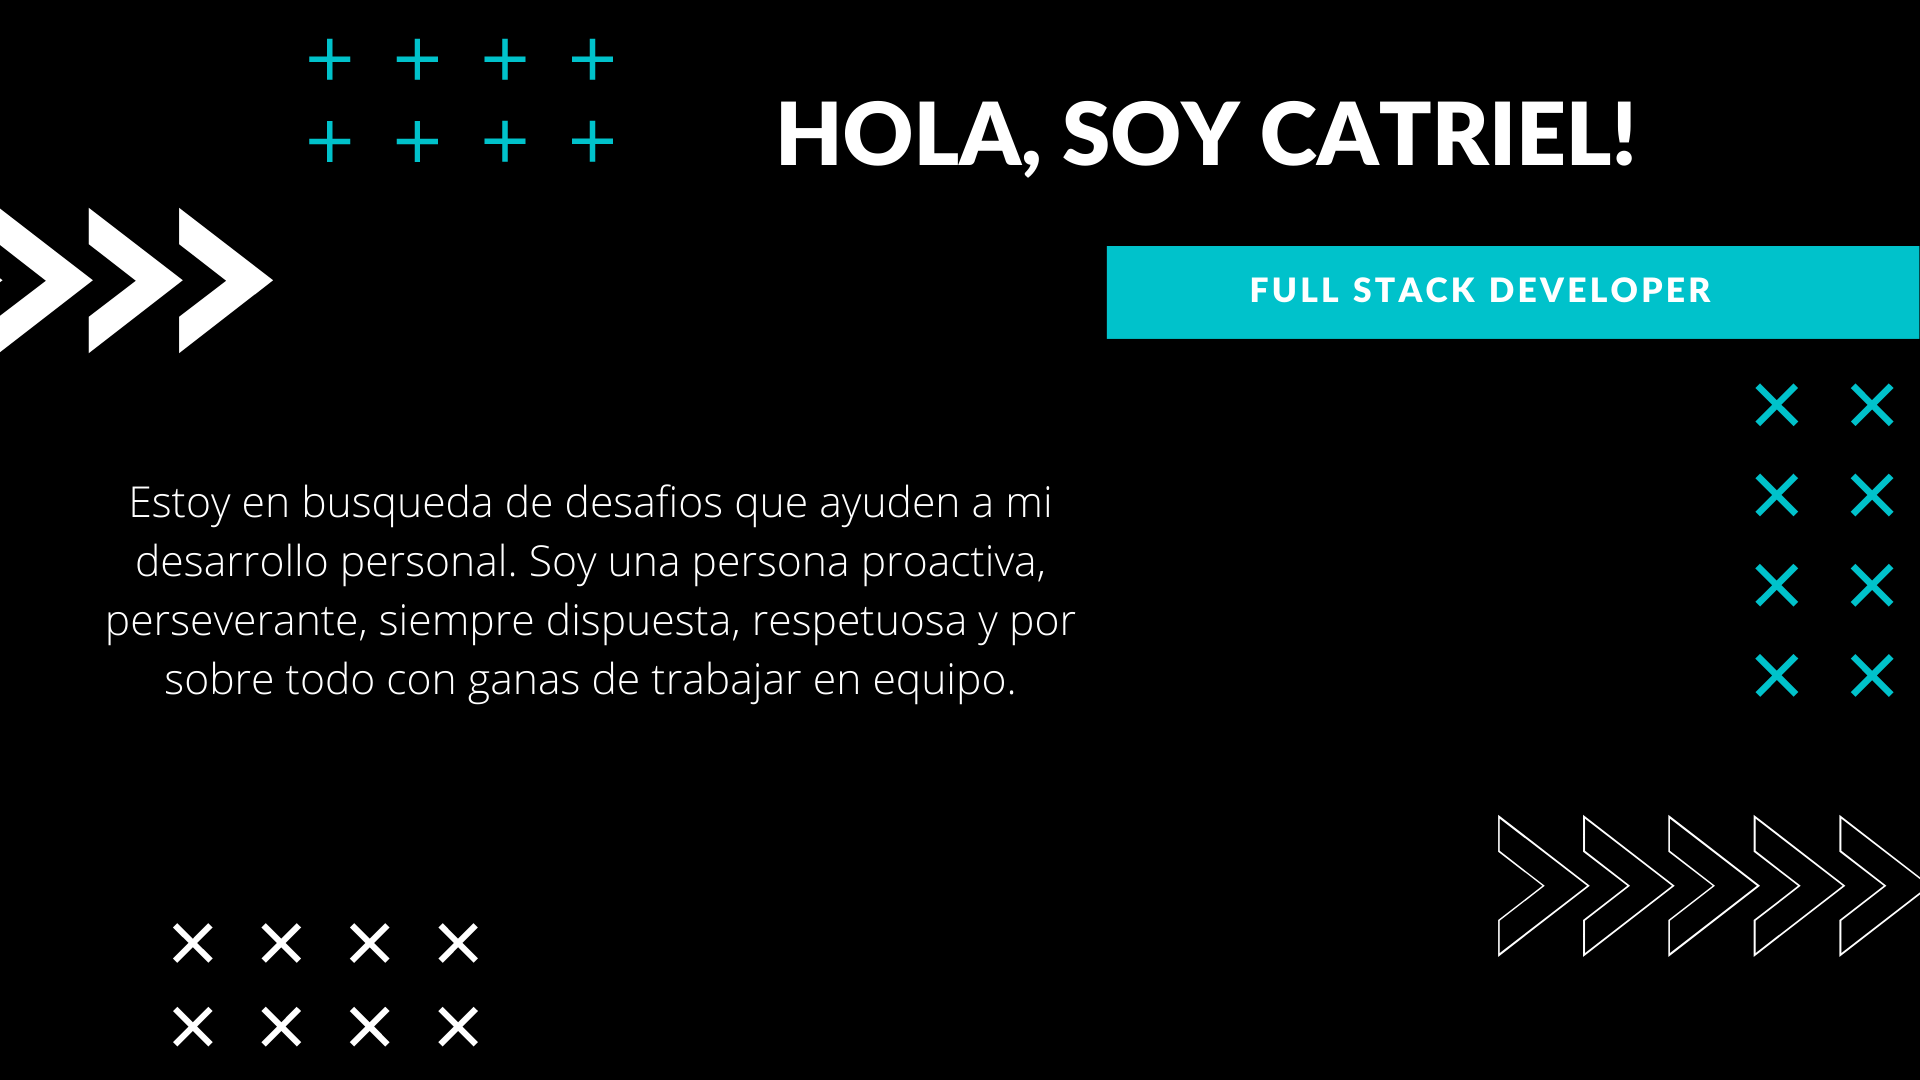 HOLA, SOY CATRIEL!
FULL STACK DEVELOPER
Estoy en busqueda de desafios que ayuden a mi
desarrollo personal. Soy una persona proactiva,
perseverante, siempre dispuesta, respetuosa y por
sobre todo con ganas de trabajar en equipo.